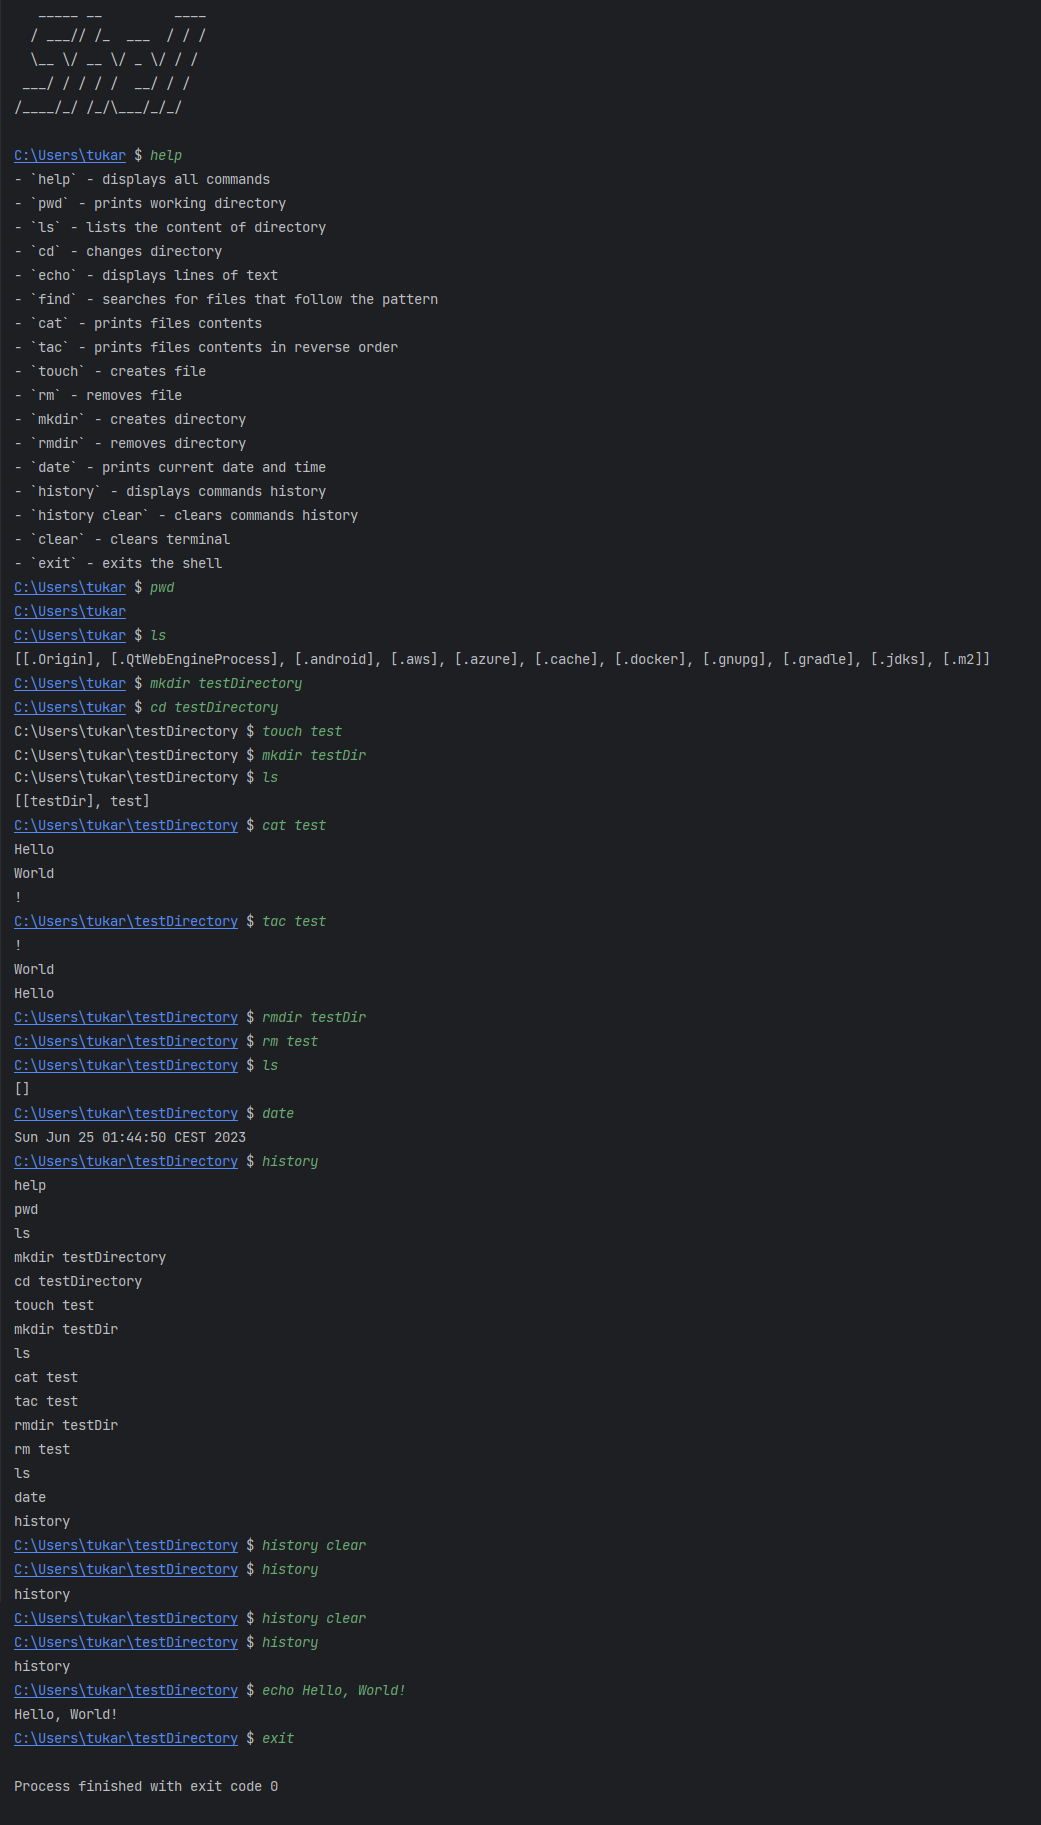 _____ __         ____
  / ___// /_  ___  / / /
  \__ \/ __ \/ _ \/ / /
 ___/ / / / /  __/ / /
/____/_/ /_/\___/_/_/

C:\Users\tukar $ help
- `help` - displays all commands
- `pwd` - prints working directory
- `ls` - lists the content of directory
- `cd` - changes directory
- `echo` - displays lines of text
- `find` - searches for files that follow the pattern
- `cat` - prints files contents
- `tac` - prints files contents in reverse order
- `touch` - creates file
- `rm` - removes file
- `mkdir` - creates directory
- `rmdir` - removes directory
- `date` - prints current date and time
- `history` - displays commands history
- `history clear` - clears commands history
- `clear` - clears terminal
- `exit` - exits the shell
C:\Users\tukar $ pwd
C:\Users\tukar
C:\Users\tukar $ ls
[[.Origin], [.QtWebEngineProcess], [.android], [.aws], [.azure], [.cache], [.docker], [.gnupg], [.gradle], [.jdks], [.m2]]
C:\Users\tukar $ mkdir testDirectory
C:\Users\tukar $ cd testDirectory
C:\Users\tukar\testDirectory $ touch test
C:\Users\tukar\testDirectory $ mkdir testDir
C:\Users\tukar\testDirectory $ ls
[[testDir], test]
C:\Users\tukar\testDirectory $ cat test
Hello
World
!
C:\Users\tukar\testDirectory $ tac test
!
World
Hello
C:\Users\tukar\testDirectory $ rmdir testDir
C:\Users\tukar\testDirectory $ rm test
C:\Users\tukar\testDirectory $ ls
[]
C:\Users\tukar\testDirectory $ date
Sun Jun 25 01:44:50 CEST 2023
C:\Users\tukar\testDirectory $ history
help
pwd
ls
mkdir testDirectory
cd testDirectory
touch test
mkdir testDir
ls
cat test
tac test
rmdir testDir
rm test
ls
date
history
C:\Users\tukar\testDirectory $ history clear
C:\Users\tukar\testDirectory $ history
history
C:\Users\tukar\testDirectory $ history clear
C:\Users\tukar\testDirectory $ history
history
C:\Users\tukar\testDirectory $ echo Hello, World!
Hello, World!
C:\Users\tukar\testDirectory $ exit

Process finished with exit code 0